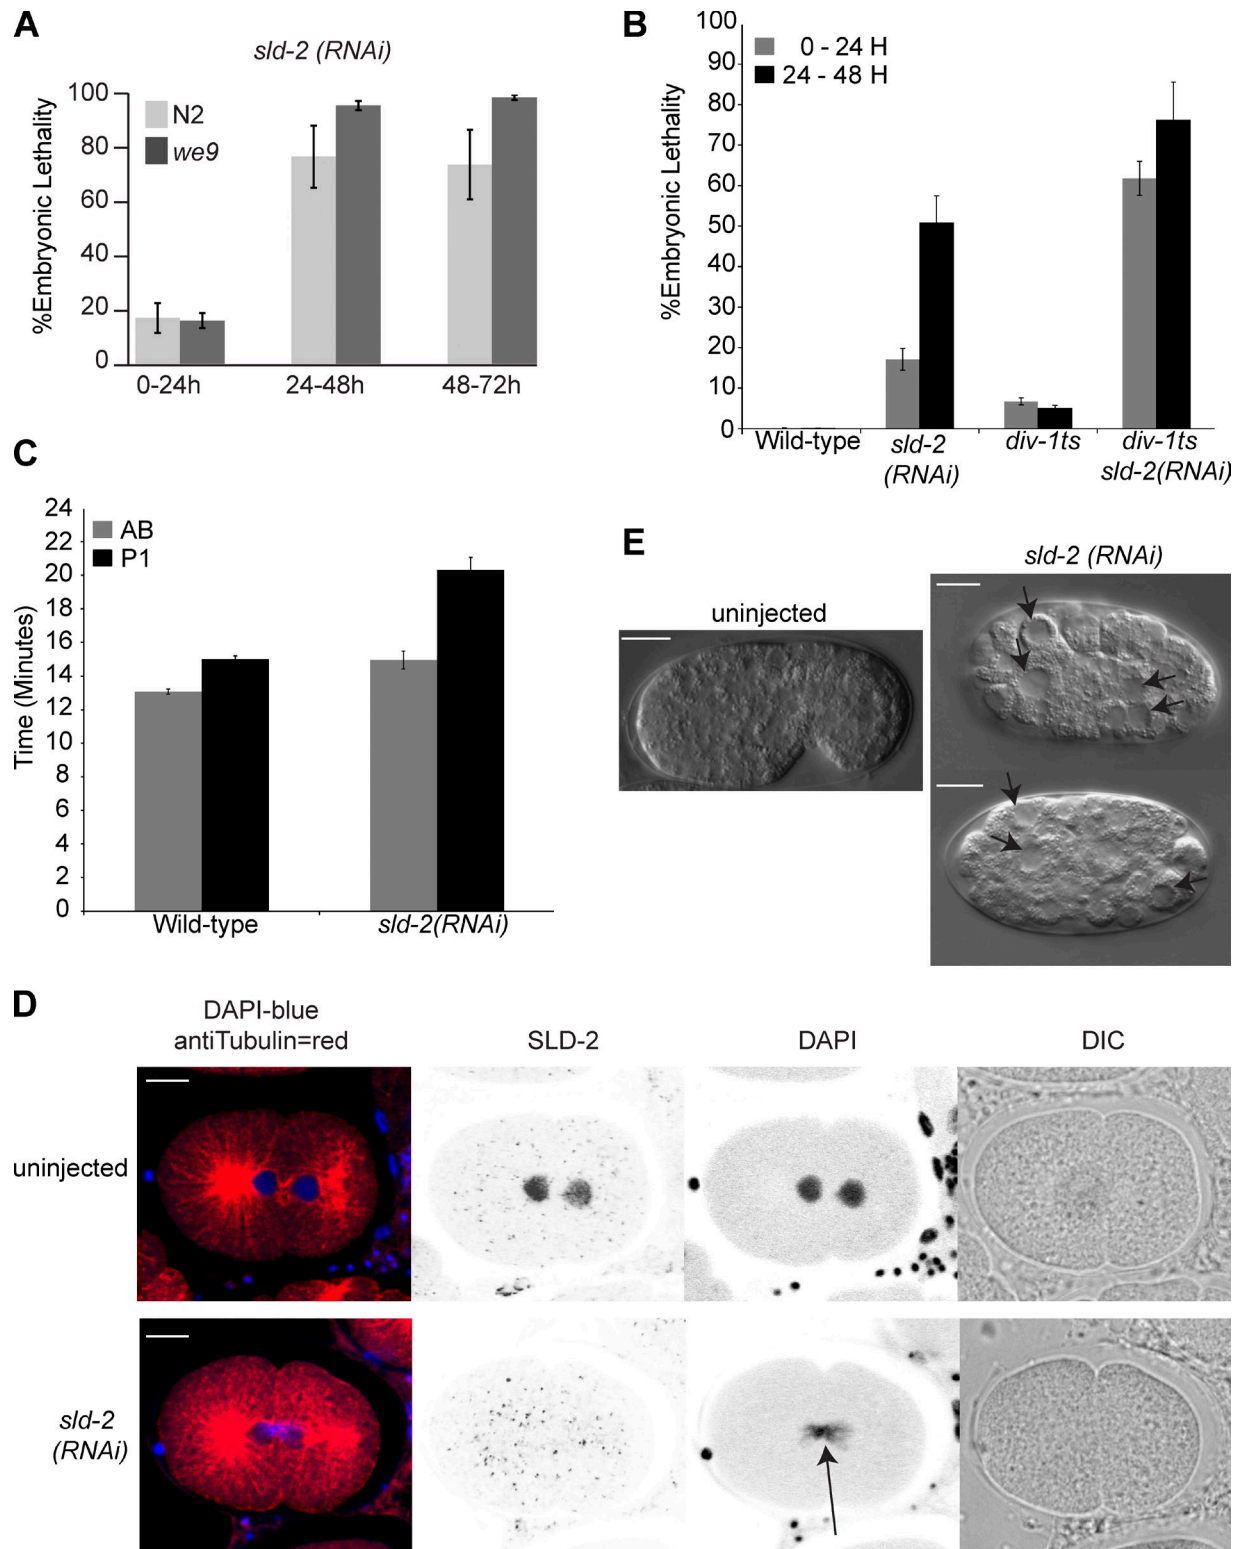 A
sld-2 (RNAi)
100
80
60
40
20
0
%Embryonic Lethality
N2
we9
0-24h
24-48h
48-72h
B
100
90
80
70
60
50
40
30
20
10
0
%Embryonic Lethality
0 - 24 H
24 - 48 H
Wild-type
sld-2
(RNAi)
div-1ts
div-1ts
sld-2(RNAi)
C
24
22
20
18
16
14
12
10
8
6
4
2
0
Time (Minutes)
AB
P1
Wild-type
sld-2(RNAi)
E
uninjected
sld-2 (RNAi)
D
DAPI-blue
antiTubulin=red
SLD-2
DAPI
DIC
uninjected
sld-2
(RNAi)